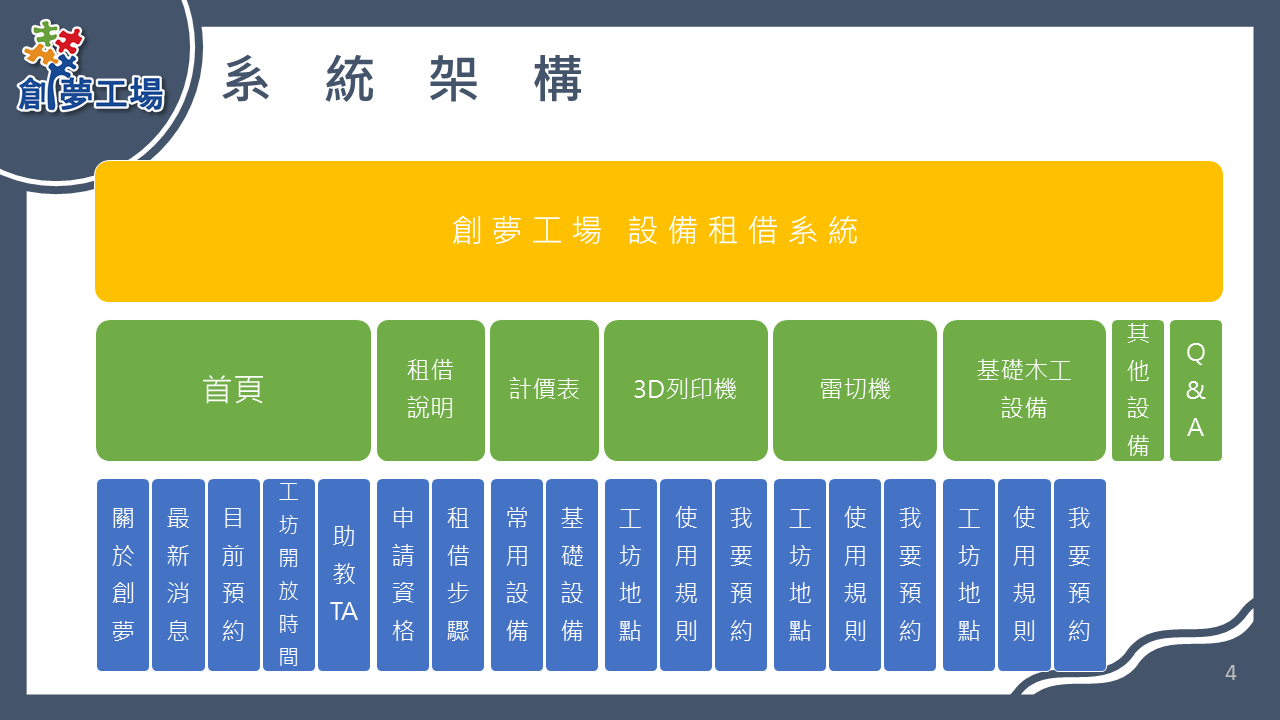 創夢工場
系統架構
創夢工場 設備租借系統
首頁
租借
說明
計價表
3D列印機
雷切機
基礎木工
設備
其他設備
Q&A
關於創夢
最新消息
目前預約
工坊開放時間
助教TA
申請資格
租借步驟
常用設備
基礎設備
工坊地點
使用規則
我要預約
工坊地點
使用規則
我要預約
工坊地點
使用規則
我要預約
4